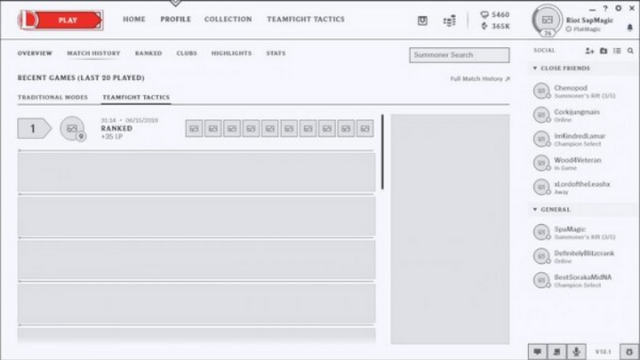 PLAY
HOME PROFILE COLLECTION TEAMFIGHT TACTICS
5460
365K
26
Riot SapMagic
PlatMagic
OVERVIEW MATCH HISTORY RANKED CLUBS HIGHLIGHTS STATS
Summoner Search
SOCIAL
RECENT GAMES (LAST 20 PLAYED)
Full Match History
TRADITIONAL MODES TEAMFIGHT TACTICS
1
9
31:14 • 06/15/2019
RANKED
+35 LP
CLOSE FRIENDS
Chemopod
Summoner's Rift (3/5)
Corkijungmain
Online
ImKindredLamar
Champion Select
Wood4Veteran
In Game
xLordoftheLeashx
Away
GENERAL
SpaMagic
Summoner's Rift (3/5)
DefinitelyBlitzcrank
Online
BestSorakaMidNA
Champion Select
V10.1